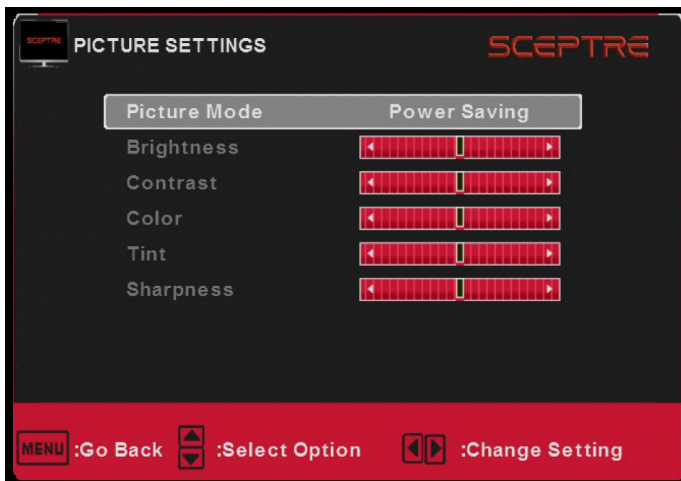 SCEPTRE
PICTURE SETTINGS
SCEPTRE
Picture Mode Power Saving
Brightness
Contrast
Color
Tint
Sharpness
MENU :Go Back :Select Option :Change Setting